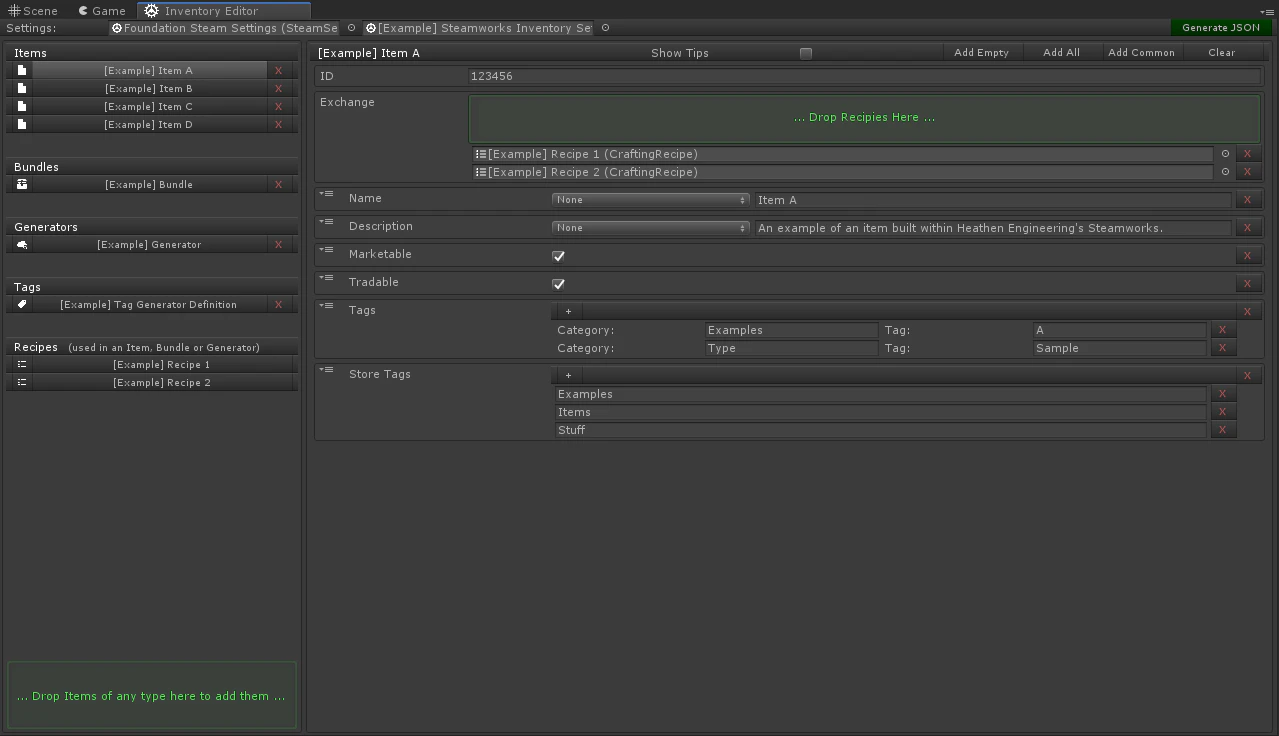 Scene Game Inventory Editor
Settings: Foundation Steam Settings (SteamSe [Example] Steamworks Inventory Se Generate JSON
Items
[Example] Item A X
[Example] Item B X
[Example] Item C X
[Example] Item D X
Bundles
[Example] Bundle X
Generators
[Example] Generator X
Tags
[Example] Tag Generator Definition X
Recipes (used in an Item, Bundle or Generator)
[Example] Recipe 1
[Example] Recipe 2
... Drop Items of any type here to add them ...
[Example] Item A Show Tips Add Empty Add All Add Common Clear
ID 123456
Exchange
... Drop Recipies Here ...
[Example] Recipe 1 (CraftingRecipe) X
[Example] Recipe 2 (CraftingRecipe) X
Name None Item A X
Description None An example of an item built within Heathen Engineering's Steamworks. X
Marketable X
Tradable X
Tags + X
Category: Examples Tag: A X
Category: Type Tag: Sample X
Store Tags + X
Examples X
Items X
Stuff X